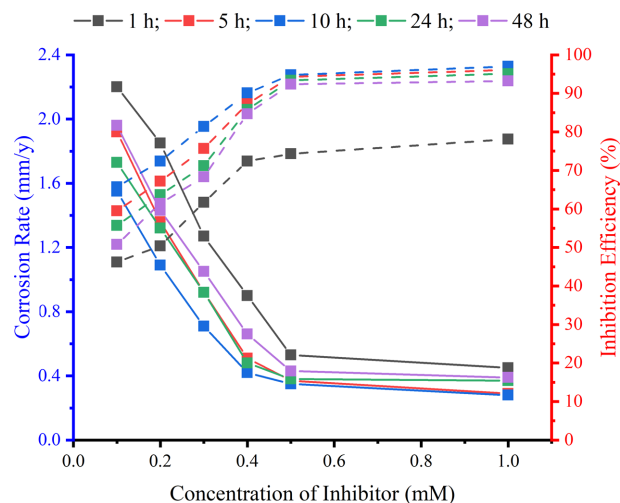 1 h; 5 h; 10 h; 24 h; 48 h
2.4 100
90
2.0 80
1.6 70
60
1.2 50
40
0.8 30
0.4 20
10
0.0 0
0.0 0.2 0.4 0.6 0.8 1.0
Corrosion Rate (mm/y)
Inhibition Efficiency (%)
Concentration of Inhibitor (mM)